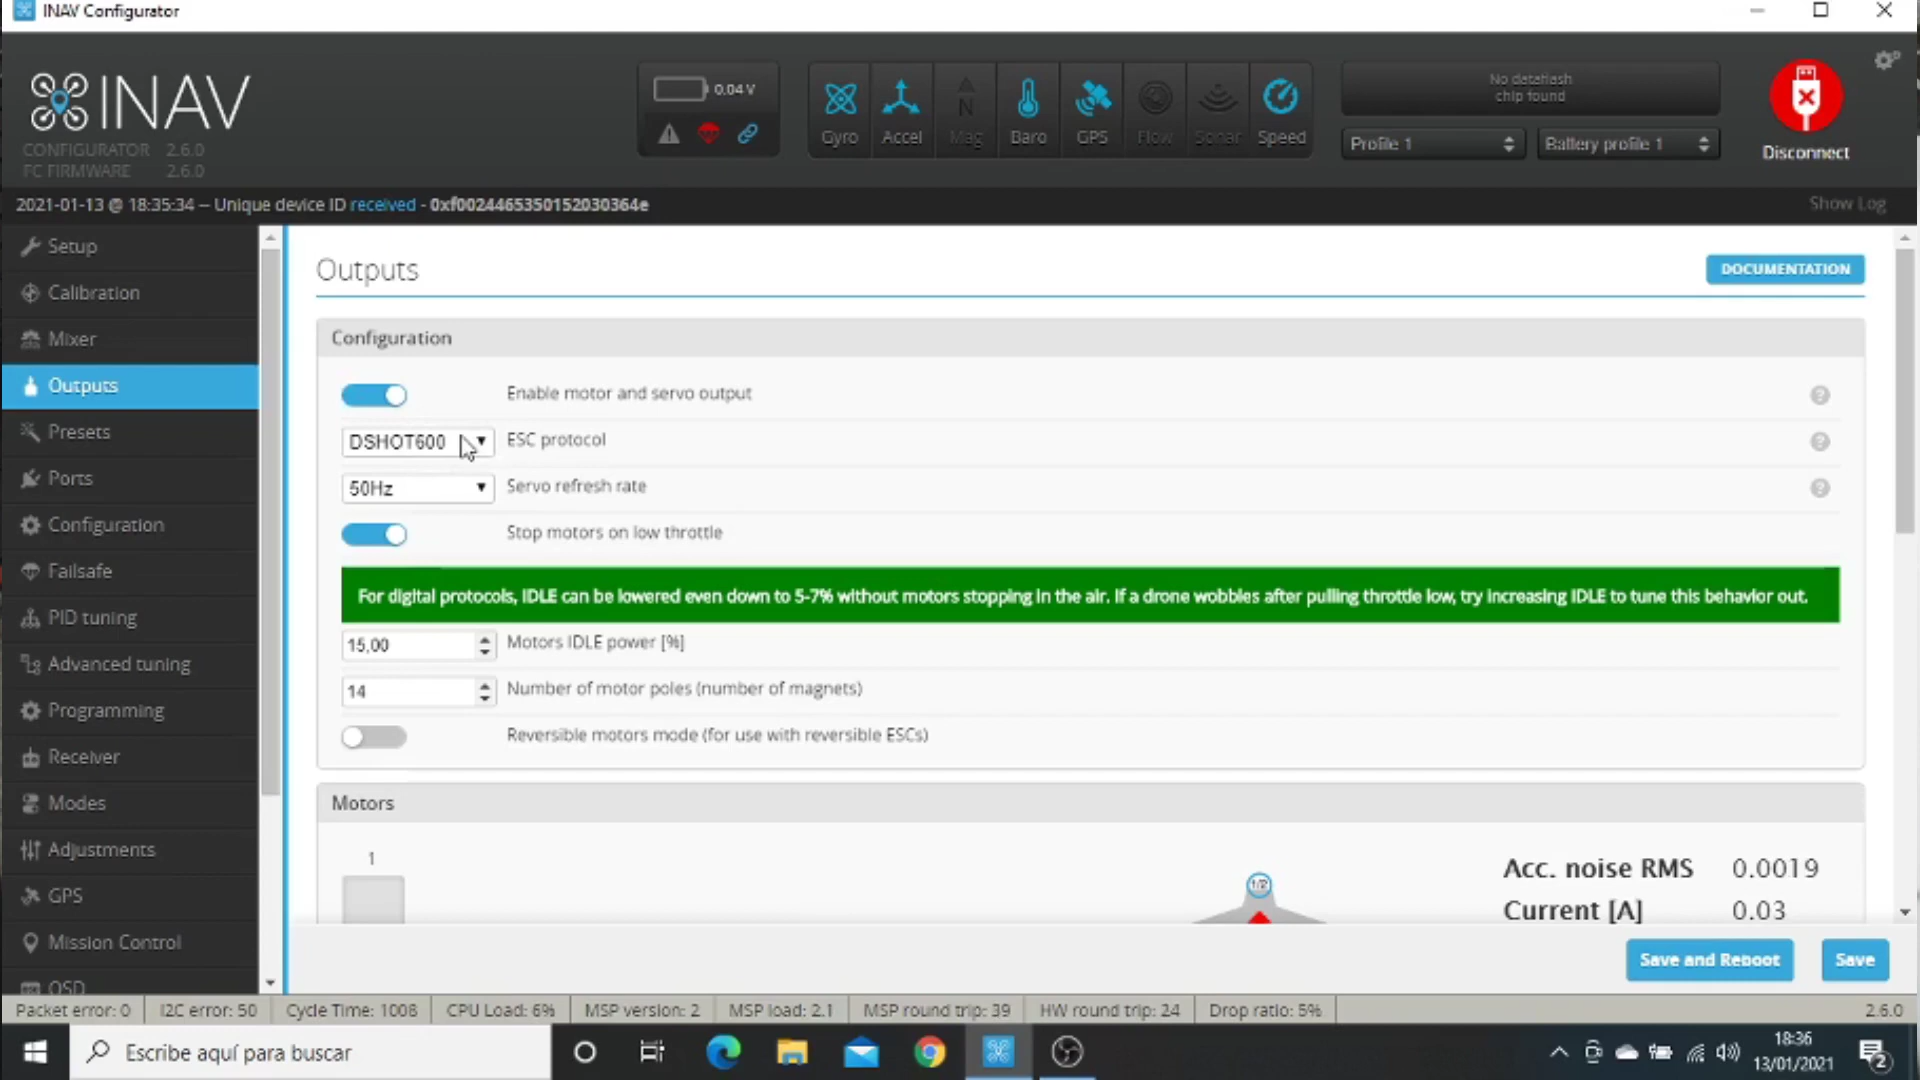 INAV Configurator
INAV
CONFIGURATOR 2.6.0
FC FIRMWARE 2.6.0
0.04 V
Gyro
Accel
Mag
Baro
GPS
Flow
Sonar
Speed
No dataflash
chip found
Profile 1
Battery profile 1
Disconnect
2021-01-13 @ 18:35:34 -- Unique device ID received - 0xf002446535015203036​4e
Show Log
Setup
Calibration
Mixer
Outputs
Presets
Ports
Configuration
Failsafe
PID tuning
Advanced tuning
Programming
Receiver
Modes
Adjustments
GPS
Mission Control
OSD
Outputs
DOCUMENTATION
Configuration
Enable motor and servo output
DSHOT600 ESC protocol
50Hz Servo refresh rate
Stop motors on low throttle
For digital protocols, IDLE can be lowered even down to 5-7% without motors stopping in the air. If a drone wobbles after pulling throttle low, try increasing IDLE to tune this behavior out.
15,00 Motors IDLE power [%]
14 Number of motor poles (number of magnets)
Reversible motors mode (for use with reversible ESCs)
Motors
1
1/2
Acc. noise RMS 0.0019
Current [A] 0.03
Save and Reboot
Save
Packet error: 0
I2C error: 50
Cycle Time: 1008
CPU Load: 6%
MSP version: 2
MSP load: 2.1
MSP round trip: 39
HW round trip: 24
Drop ratio: 5%
2.6.0
Escribe aquí para buscar
18:36
13/01/2021
2